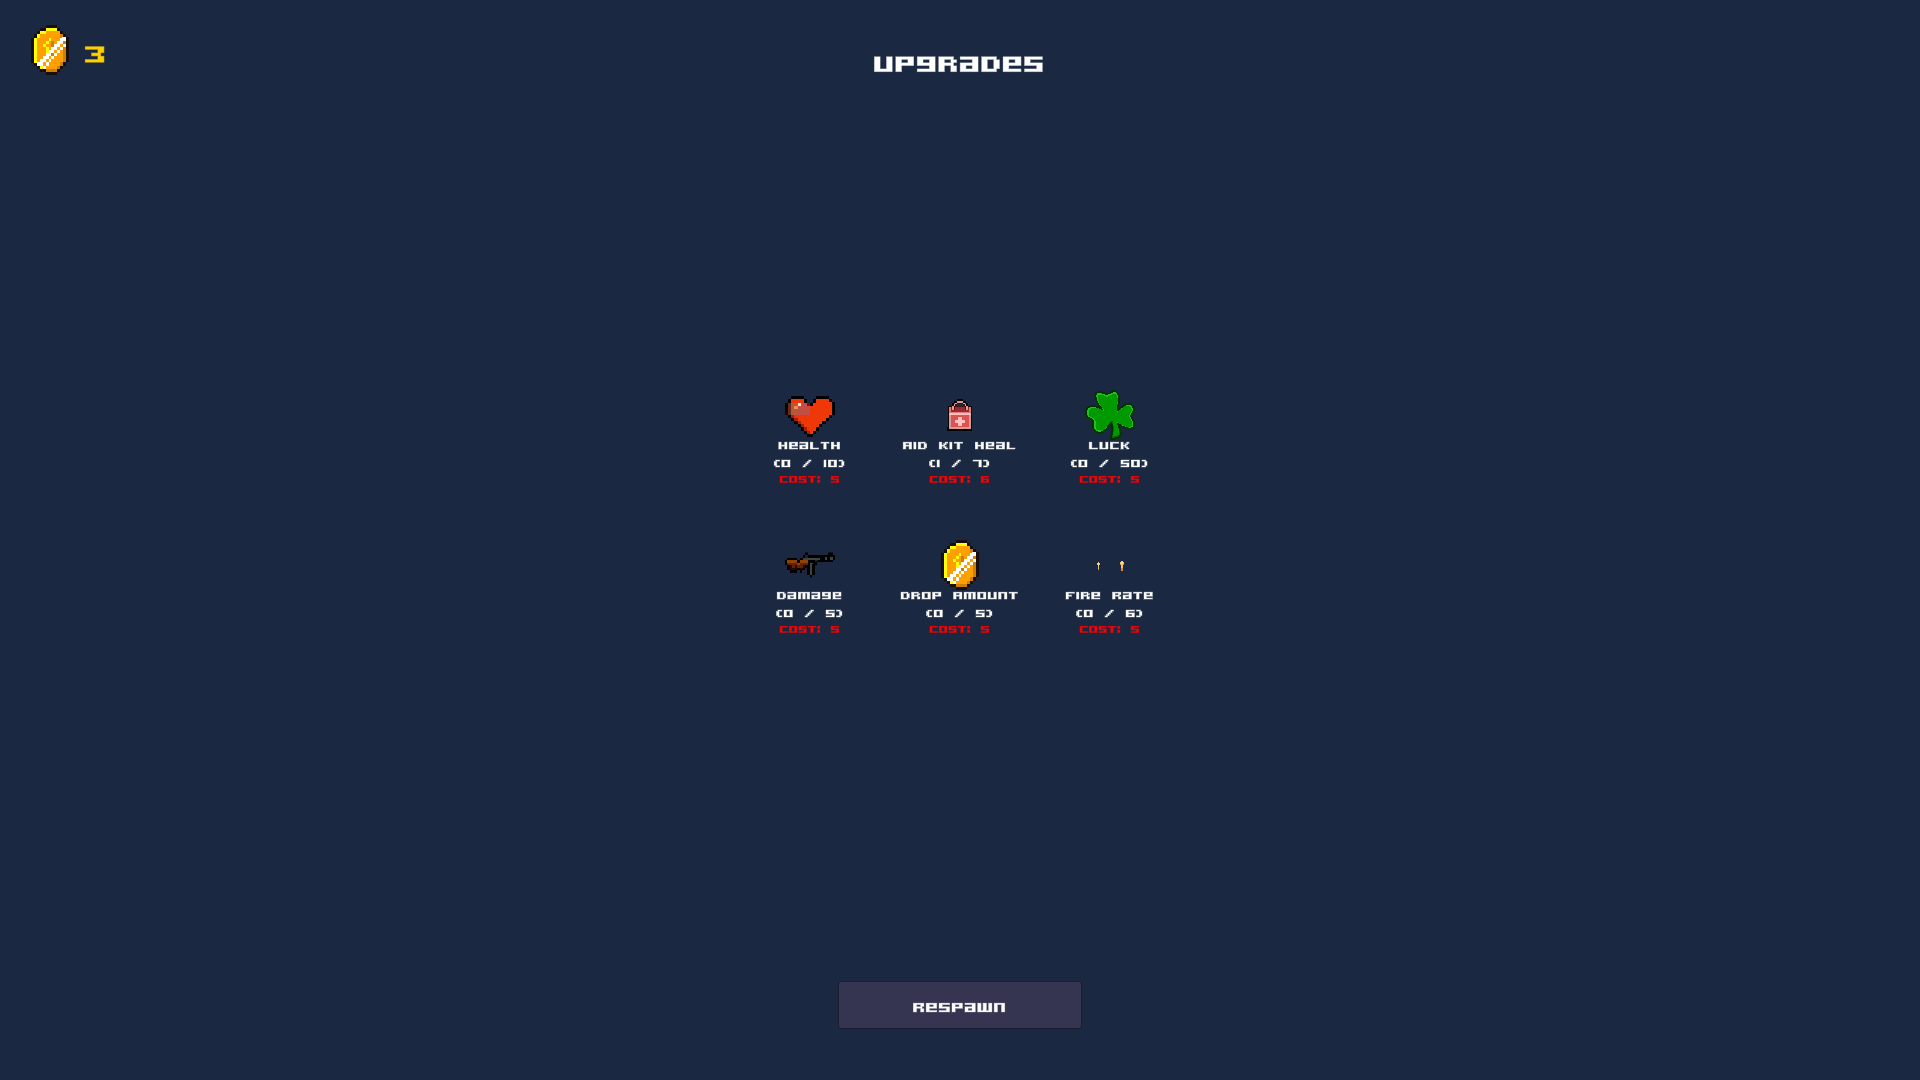 3
UPGRADES
HEALTH
(0 / 10)
COST: 5
AID KIT HEAL
(1 / 7)
COST: 6
LUCK
(0 / 50)
COST: 5
DAMAGE
(0 / 5)
COST: 5
DROP AMOUNT
(0 / 5)
COST: 5
FIRE RATE
(0 / 6)
COST: 5
RESPAWN